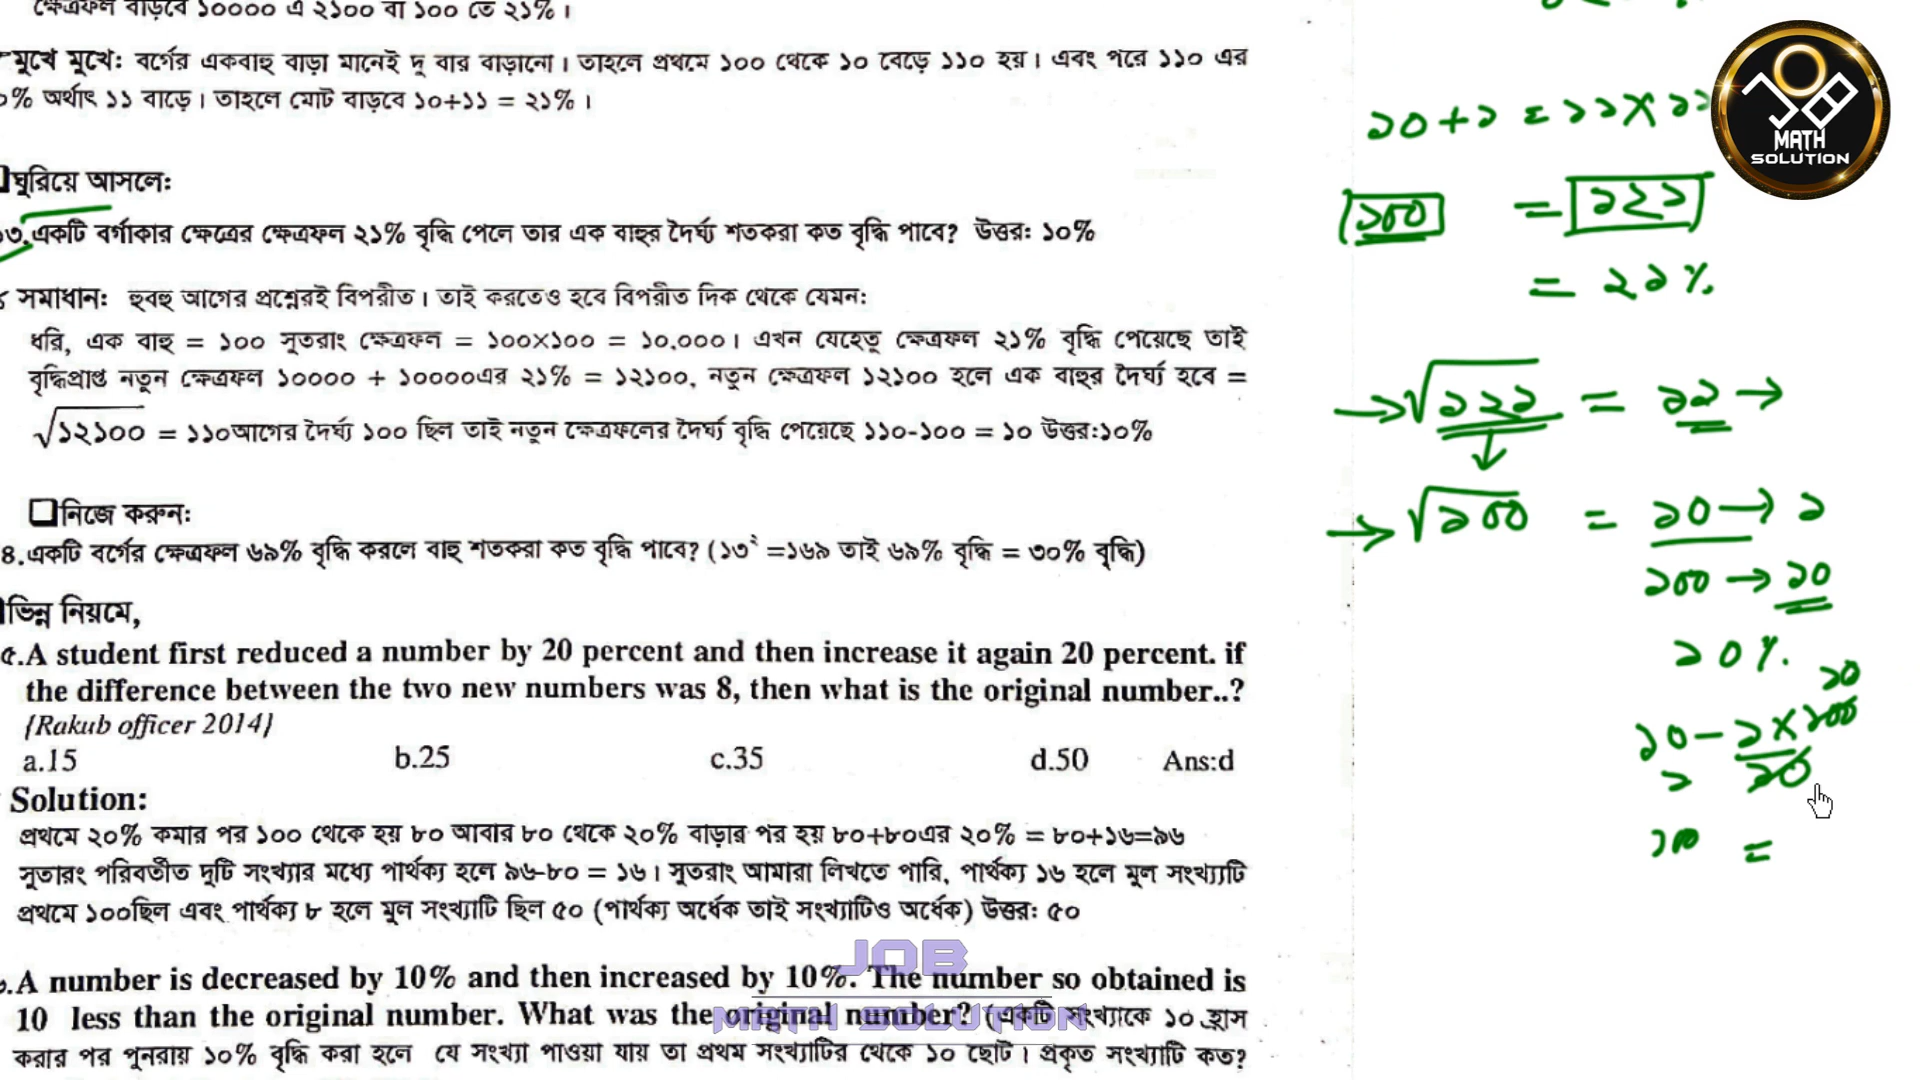 ক্ষেত্রফল বাড়বে ১০০০০ এ ২১০০ বা ১০০ তে ২১% ।
মুখে মুখে: বর্গের একবাহু বাড়া মানেই দু বার বাড়ানো । তাহলে প্রথমে ১০০ থেকে ১০ বেড়ে ১১০ হয় । এবং পরে ১১০ এর
% অর্থাৎ ১১ বাড়ে । তাহলে মোট বাড়বে ১০+১১ = ২১% ।
ঘুরিয়ে আসলে:
৩.একটি বর্গাকার ক্ষেত্রের ক্ষেত্রফল ২১% বৃদ্ধি পেলে তার এক বাহুর দৈর্ঘ্য শতকরা কত বৃদ্ধি পাবে? উত্তর: ১০%
সমাধান: হুবহু আগের প্রশ্নেরই বিপরীত । তাই করতেও হবে বিপরীত দিক থেকে যেমন:
ধরি, এক বাহু = ১০০ সুতরাং ক্ষেত্রফল = ১০০×১০০ = ১০,০০০ । এখন যেহেতু ক্ষেত্রফল ২১% বৃদ্ধি পেয়েছে তাই
বৃদ্ধিপ্রাপ্ত নতুন ক্ষেত্রফল ১০০০০ + ১০০০০এর ২১% = ১২১০০, নতুন ক্ষেত্রফল ১২১০০ হলে এক বাহুর দৈর্ঘ্য হবে =
√১২১০০ = ১১০আগের দৈর্ঘ্য ১০০ ছিল তাই নতুন ক্ষেত্রফলের দৈর্ঘ্য বৃদ্ধি পেয়েছে ১১০-১০০ = ১০ উত্তর:১০%
নিজে করুন:
৪.একটি বর্গের ক্ষেত্রফল ৬৯% বৃদ্ধি করলে বাহু শতকরা কত বৃদ্ধি পাবে? (১৩² =১৬৯ তাই ৬৯% বৃদ্ধি = ৩০% বৃদ্ধি)
ভিন্ন নিয়মে,
৫.A student first reduced a number by 20 percent and then increase it again 20 percent. if
the difference between the two new numbers was 8, then what is the original number..?
{Rakub officer 2014}
a.15 b.25 c.35 d.50 Ans:d
Solution:
প্রথমে ২০% কমার পর ১০০ থেকে হয় ৮০ আবার ৮০ থেকে ২০% বাড়ার পর হয় ৮০+৮০এর ২০% = ৮০+১৬=৯৬
সুতারং পরিবর্তীত দুটি সংখ্যার মধ্যে পার্থক্য হলে ৯৬-৮০ = ১৬ । সুতরাং আমারা লিখতে পারি, পার্থক্য ১৬ হলে মুল সংখ্যাটি
প্রথমে ১০০ছিল এবং পার্থক্য ৮ হলে মুল সংখ্যাটি ছিল ৫০ (পার্থক্য অর্ধেক তাই সংখ্যাটিও অর্ধেক) উত্তর: ৫০
.A number is decreased by 10% and then increased by 10%. The number so obtained is
10 less than the original number. What was the original number? (একটি সংখ্যাকে ১০ হ্রাস
করার পর পুনরায় ১০% বৃদ্ধি করা হলে যে সংখ্যা পাওয়া যায় তা প্রথম সংখ্যাটির থেকে ১০ ছোট । প্রকৃত সংখ্যাটি কত?
JOB
MATH SOLUTION
MATH
SOLUTION
১০ + ১ = ১১ × ১১
১০০ = ১২১
= ২১%
→ √১২১ = ১১ →
→ √১০০ = ১০ → ১
১০০ → ১০
১০%
১০
১০ – ১ × ১০০
১ ১০
১০০ =